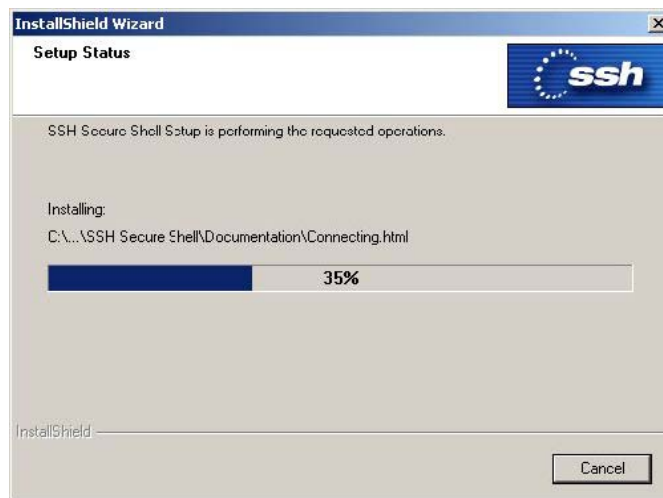 InstallShield Wizard
Setup Status
ssh
SSH Secure Shell Setup is performing the requested operations.
Installing:
C:\...\SSH Secure Shell\Documentation\Connecting.html
35%
InstallShield
Cancel